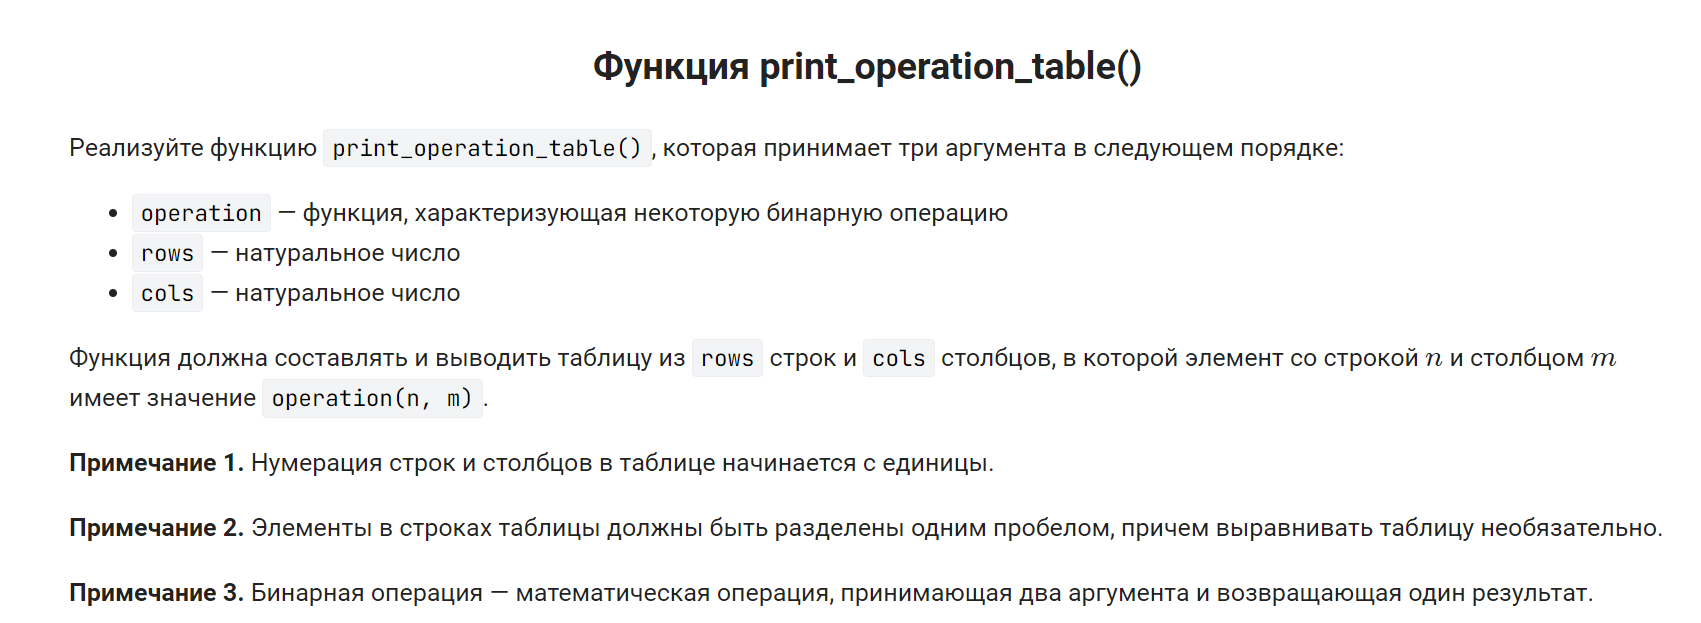 Функция print_operation_table()
Реализуйте функцию print_operation_table(), которая принимает три аргумента в следующем порядке:
• operation — функция, характеризующая некоторую бинарную операцию
• rows — натуральное число
• cols — натуральное число
Функция должна составлять и выводить таблицу из rows строк и cols столбцов, в которой элемент со строкой n и столбцом m
имеет значение operation(n, m).
Примечание 1. Нумерация строк и столбцов в таблице начинается с единицы.
Примечание 2. Элементы в строках таблицы должны быть разделены одним пробелом, причем выравнивать таблицу необязательно.
Примечание 3. Бинарная операция — математическая операция, принимающая два аргумента и возвращающая один результат.